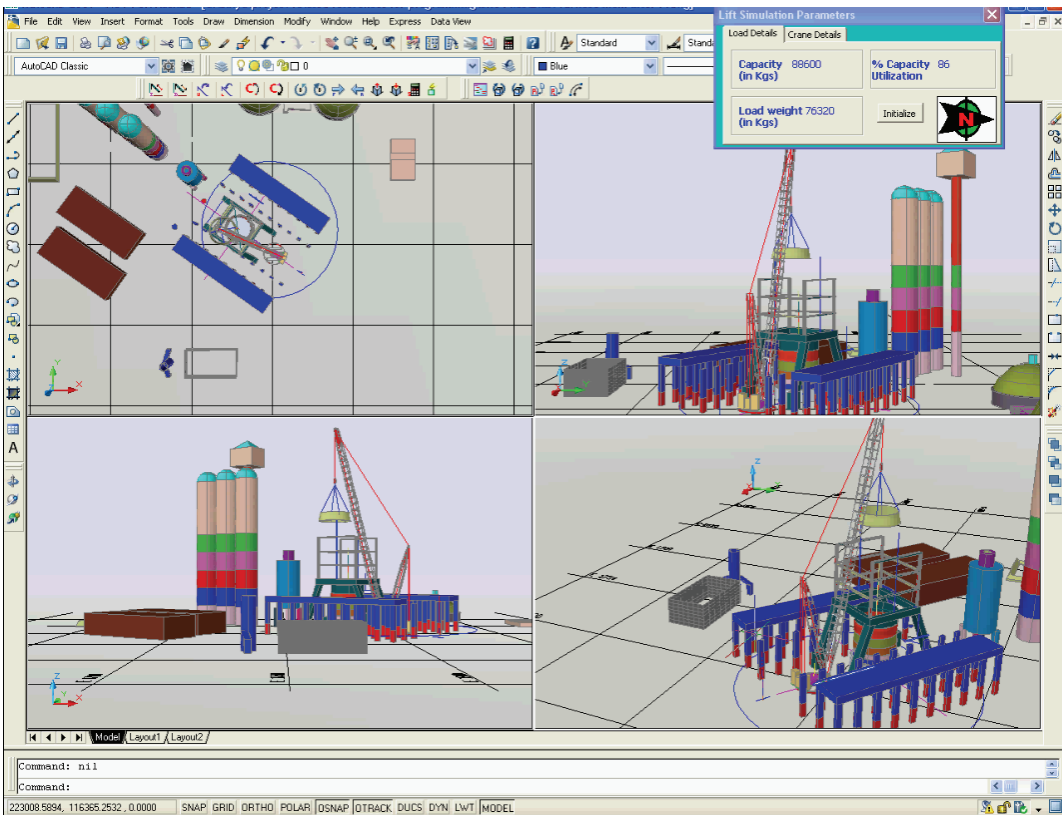 File Edit View Insert Format Tools Draw Dimension Modify Window Help Express Data View
Standard
Standa
AutoCAD Classic
0
Blue
Lift Simulation Parameters
Load Details
Crane Details
Capacity 88600
(in Kgs)
% Capacity 86
Utilization
Load weight 76320
(in Kgs)
Initialize
N
Y
X
Z
Y
Z
Y
X
Z
Model
Layout1
Layout2
Command: nil
Command:
223008.5894, 116365.2532, 0.0000
SNAP GRID ORTHO POLAR OSNAP OTRACK DUCS DYN LWT MODEL